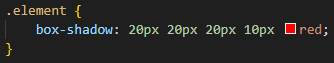 .element {
    box-shadow: 20px 20px 20px 10px red;
}